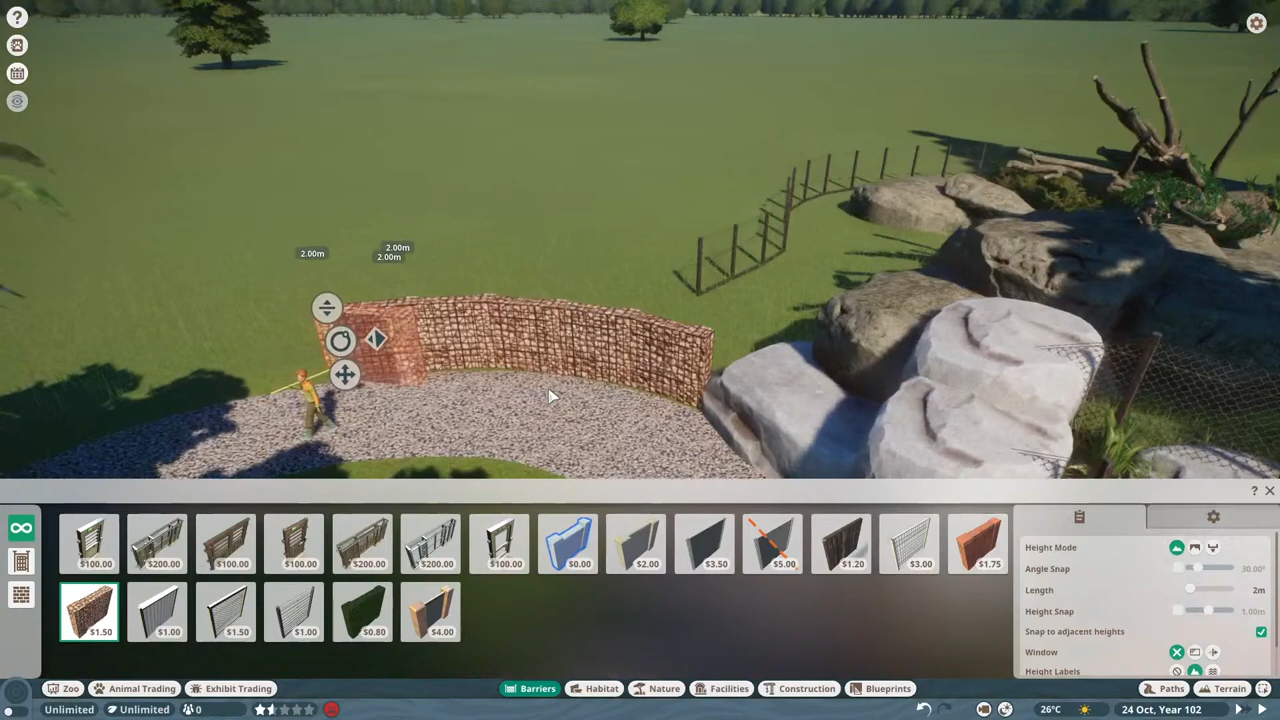 ?
2.00m
2.00m
2.00m
?
$100.00
$200.00
$100.00
$100.00
$200.00
$200.00
$100.00
$0.00
$2.00
$3.50
$5.00
$1.20
$3.00
$1.75
$1.50
$1.00
$1.50
$1.00
$0.80
$4.00
Height Mode
Angle Snap 30.00°
Length 2m
Height Snap 1.00m
Snap to adjacent heights
Window
Height Labels
Zoo
Animal Trading
Exhibit Trading
Barriers
Habitat
Nature
Facilities
Construction
Blueprints
Paths
Terrain
Unlimited
Unlimited
0
26°C
24 Oct, Year 102